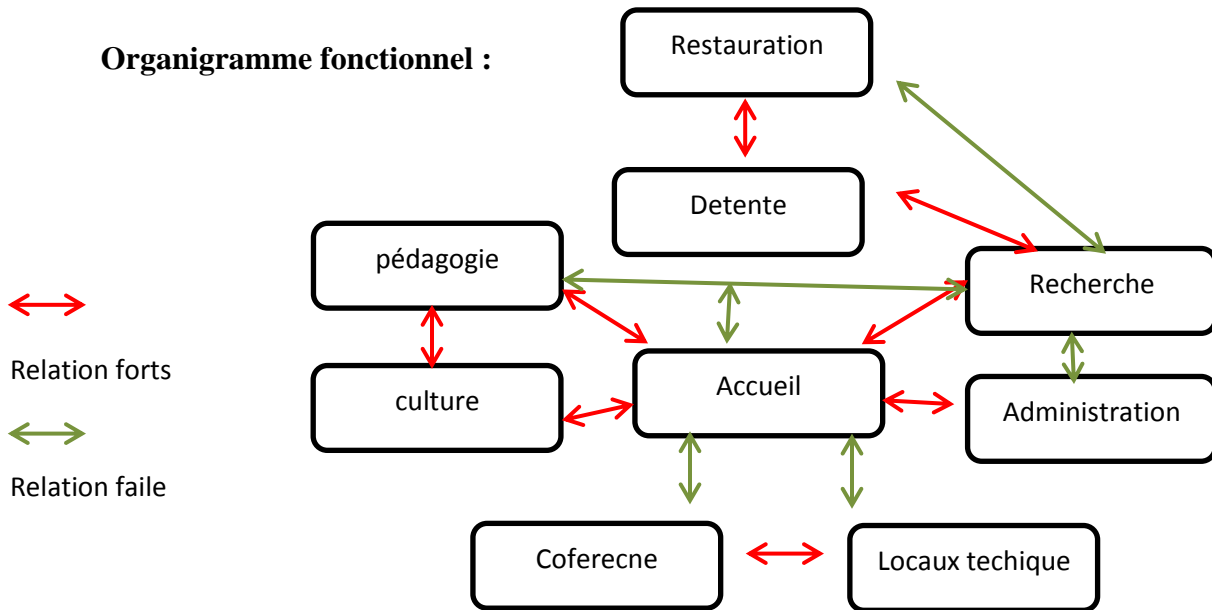 Organigramme fonctionnel :
Restauration
Detente
pédagogie
Recherche
Relation forts
culture
Accueil
Administration
Relation faile
Coferecne
Locaux techique